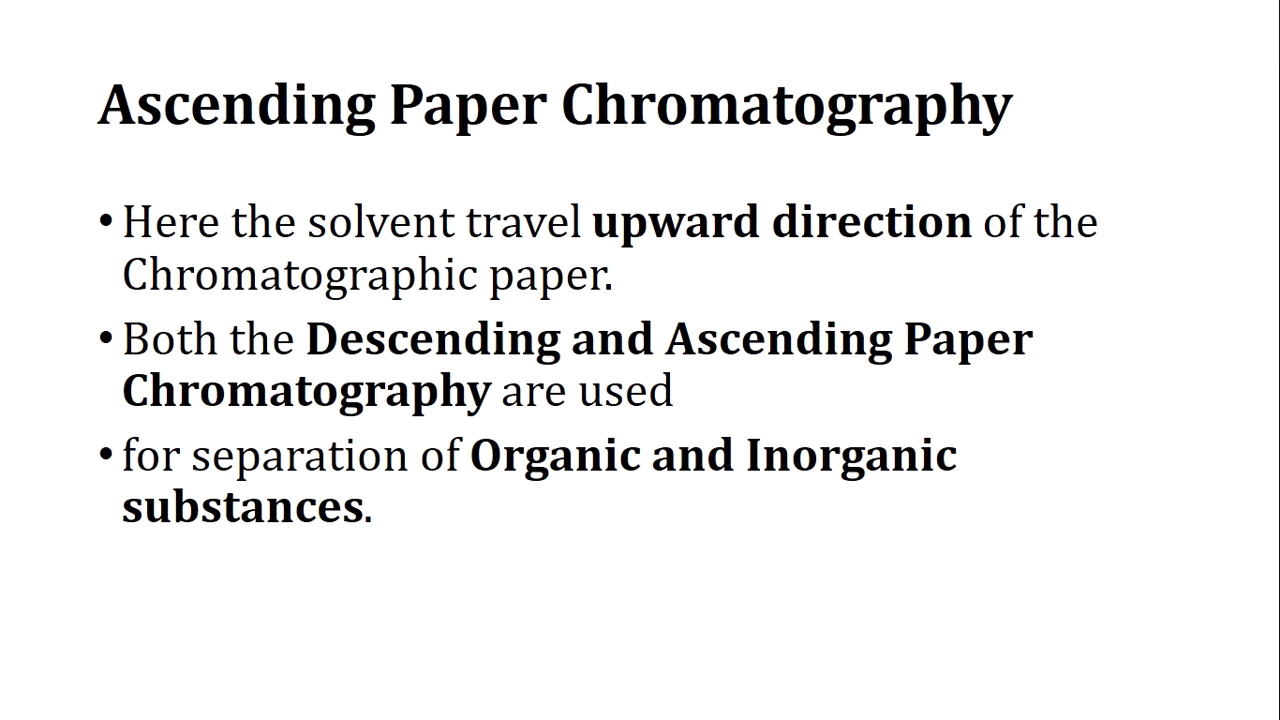 Ascending Paper Chromatography
• Here the solvent travel upward direction of the
Chromatographic paper.
• Both the Descending and Ascending Paper
Chromatography are used
• for separation of Organic and Inorganic
substances.